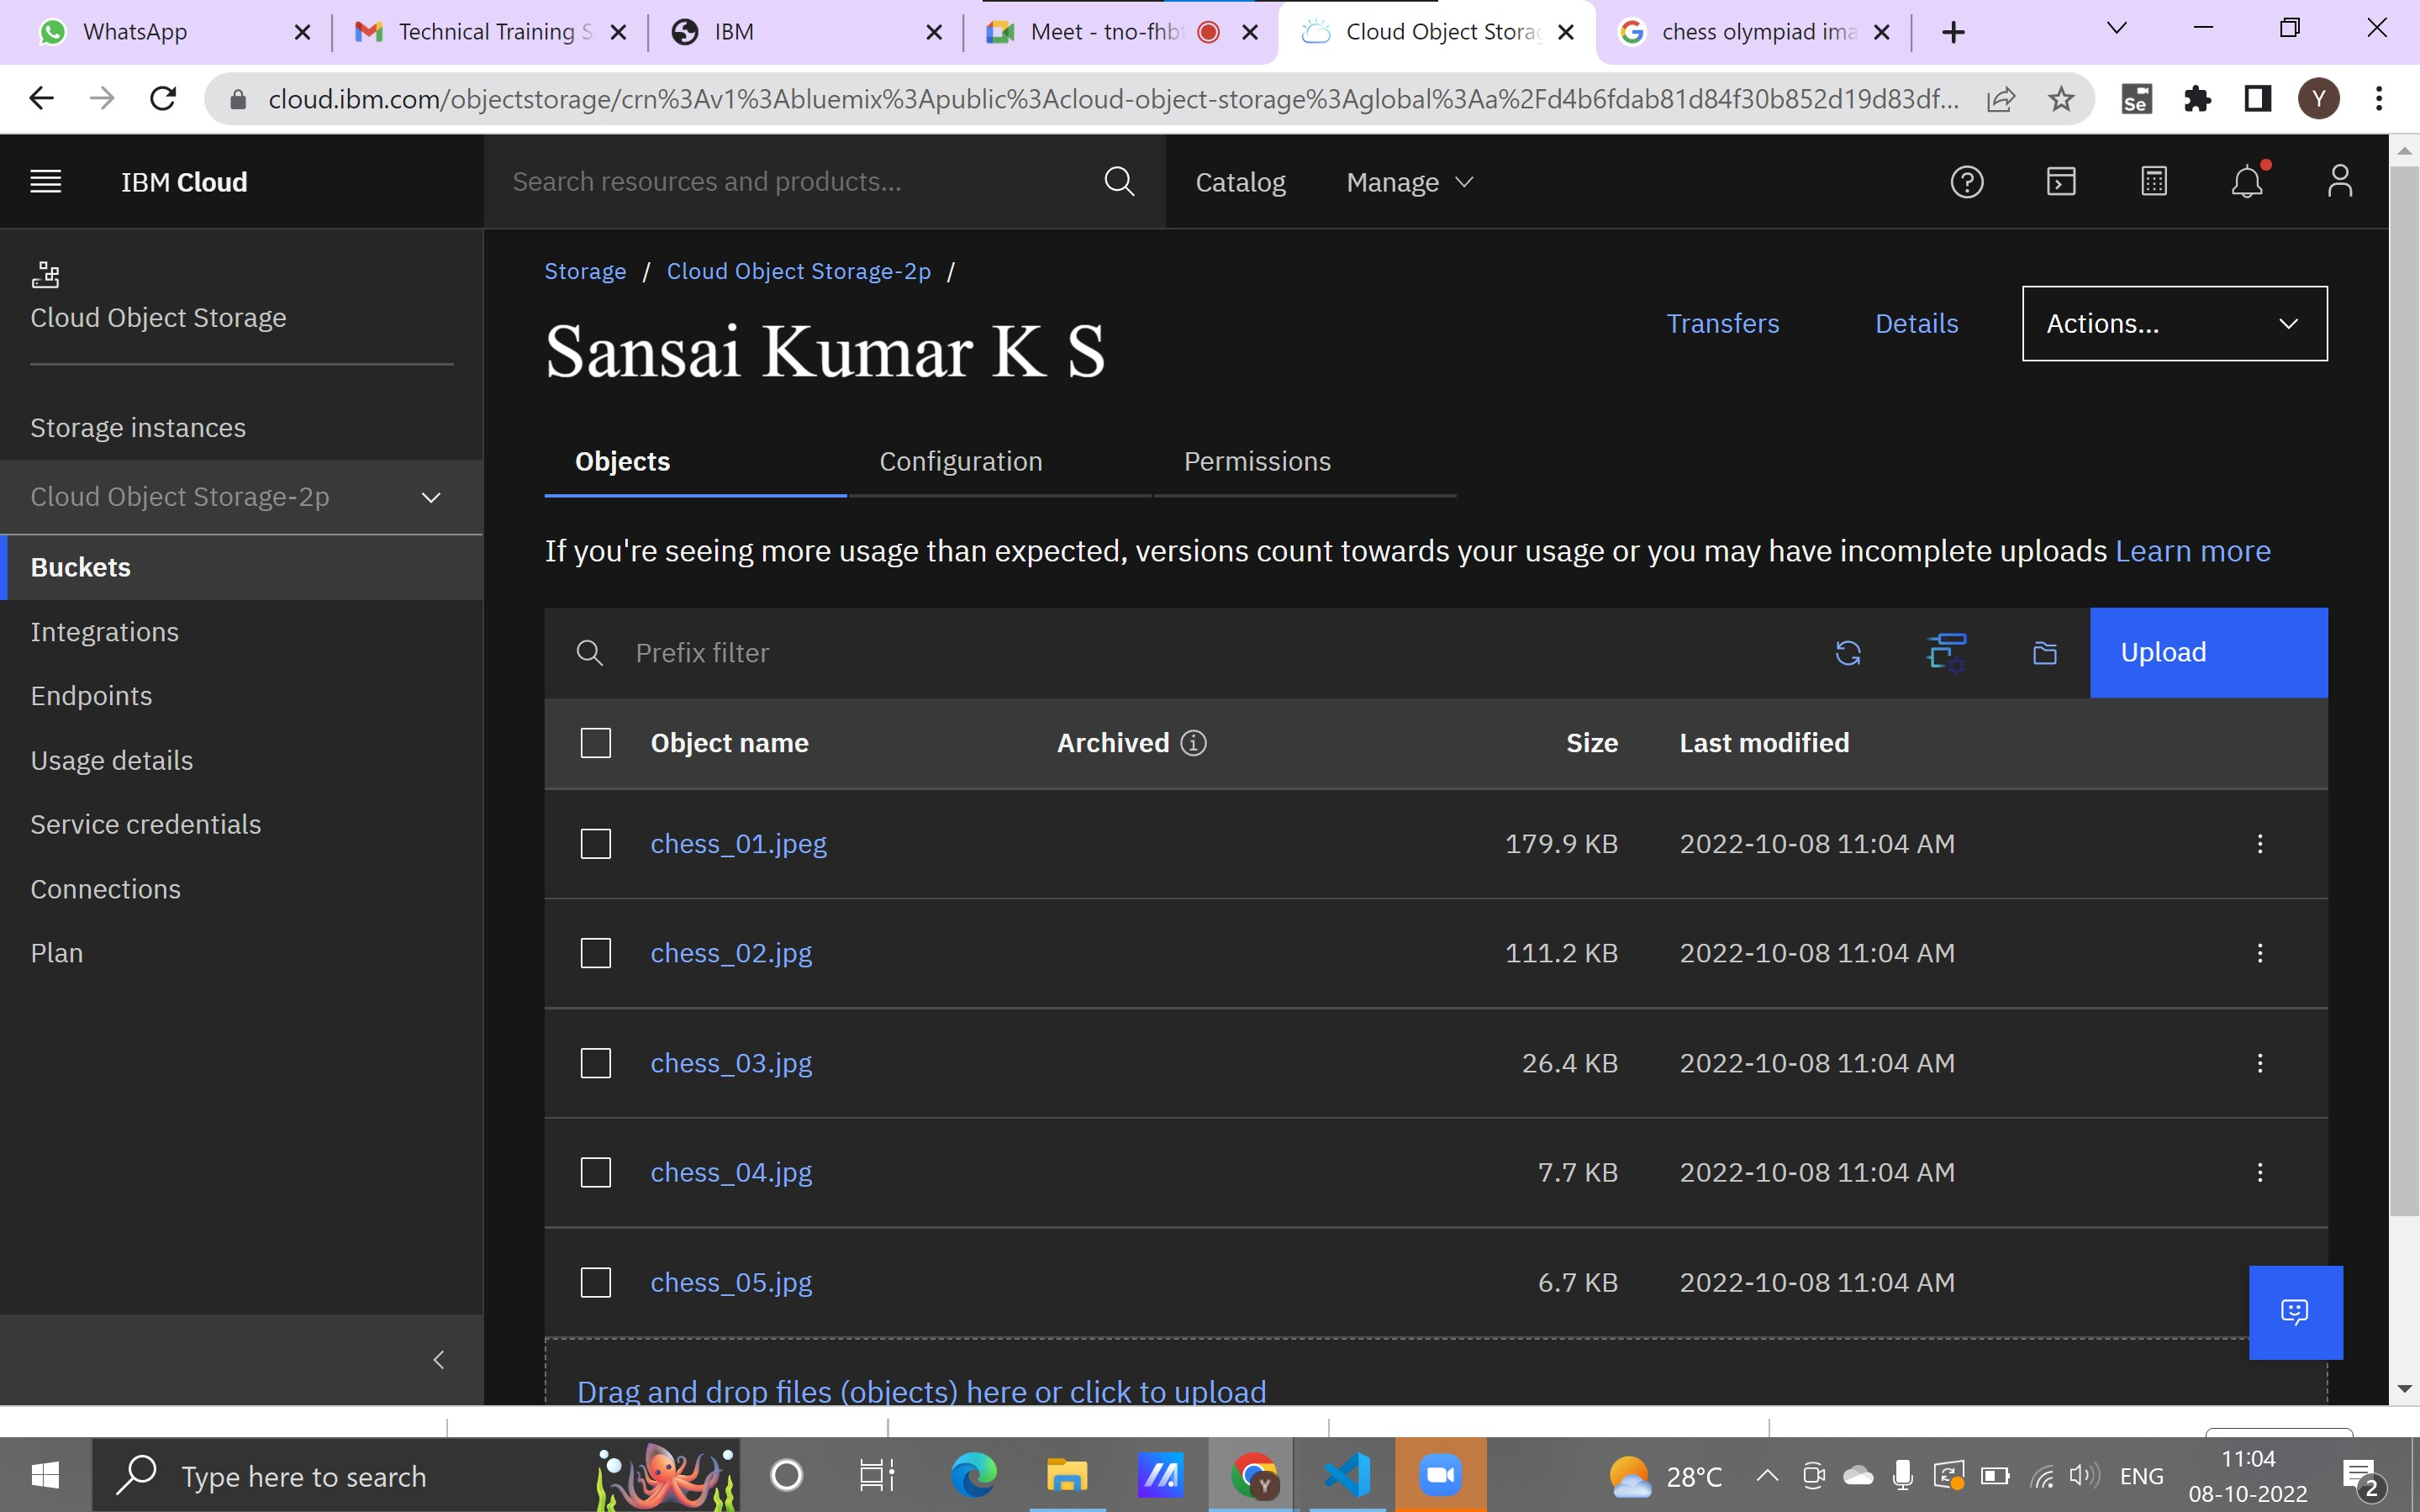 WhatsApp
Technical Training S
IBM
Meet - tno-fhb
Cloud Object Stora
chess olympiad ima
cloud.ibm.com/objectstorage/crn%3Av1%3Abluemix%3Apublic%3Acloud-object-storage%3Aglobal%3Aa%2Fd4b6fdab81d84f30b852d19d83df...
Se
Y
IBM Cloud
Search resources and products...
Catalog
Manage
Cloud Object Storage
Storage instances
Cloud Object Storage-2p
Buckets
Integrations
Endpoints
Usage details
Service credentials
Connections
Plan
Storage / Cloud Object Storage-2p /
Sansai Kumar K S
Transfers
Details
Actions...
Objects
Configuration
Permissions
If you're seeing more usage than expected, versions count towards your usage or you may have incomplete uploads Learn more
Prefix filter
Upload
Object name Archived Size Last modified
chess_01.jpeg 179.9 KB 2022-10-08 11:04 AM
chess_02.jpg 111.2 KB 2022-10-08 11:04 AM
chess_03.jpg 26.4 KB 2022-10-08 11:04 AM
chess_04.jpg 7.7 KB 2022-10-08 11:04 AM
chess_05.jpg 6.7 KB 2022-10-08 11:04 AM
Drag and drop files (objects) here or click to upload
Type here to search
Y
28°C
ENG
11:04
08-10-2022
2